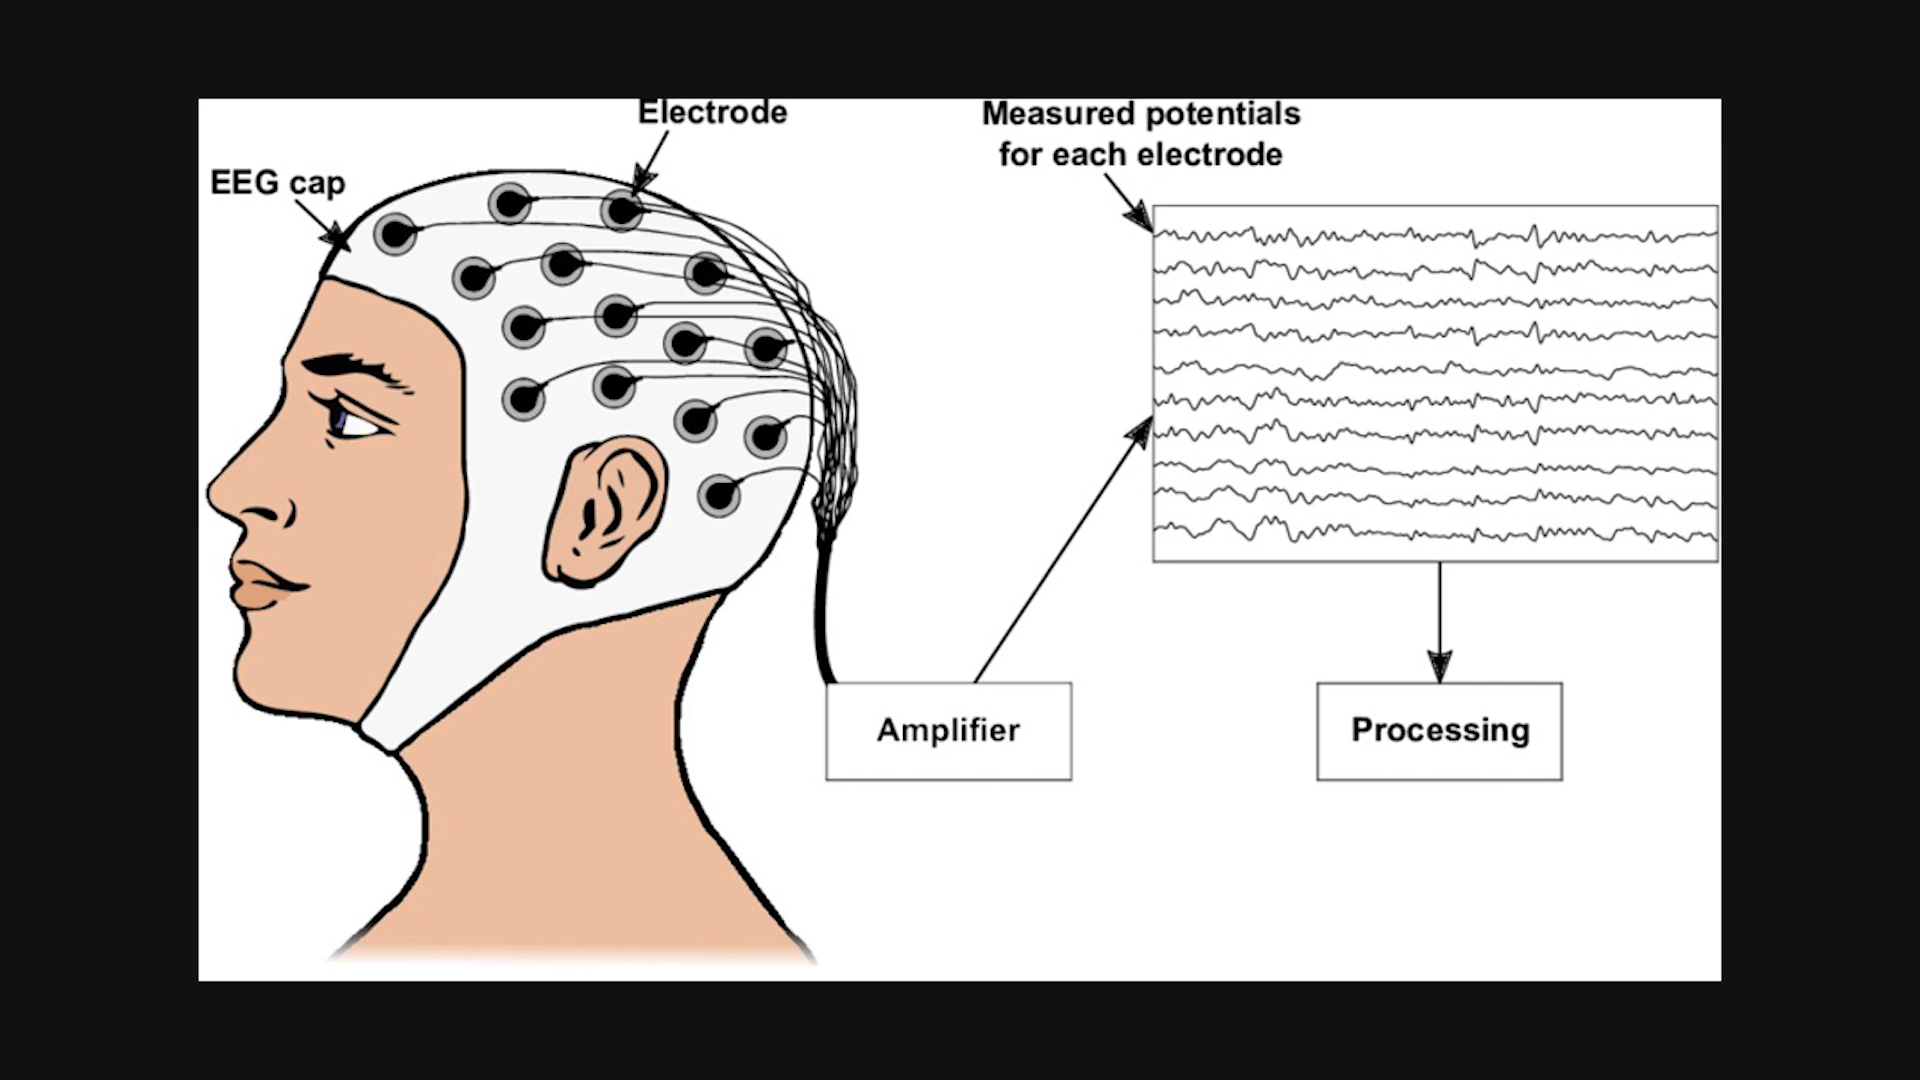 Electrode
EEG cap
Measured potentials
for each electrode
Amplifier
Processing